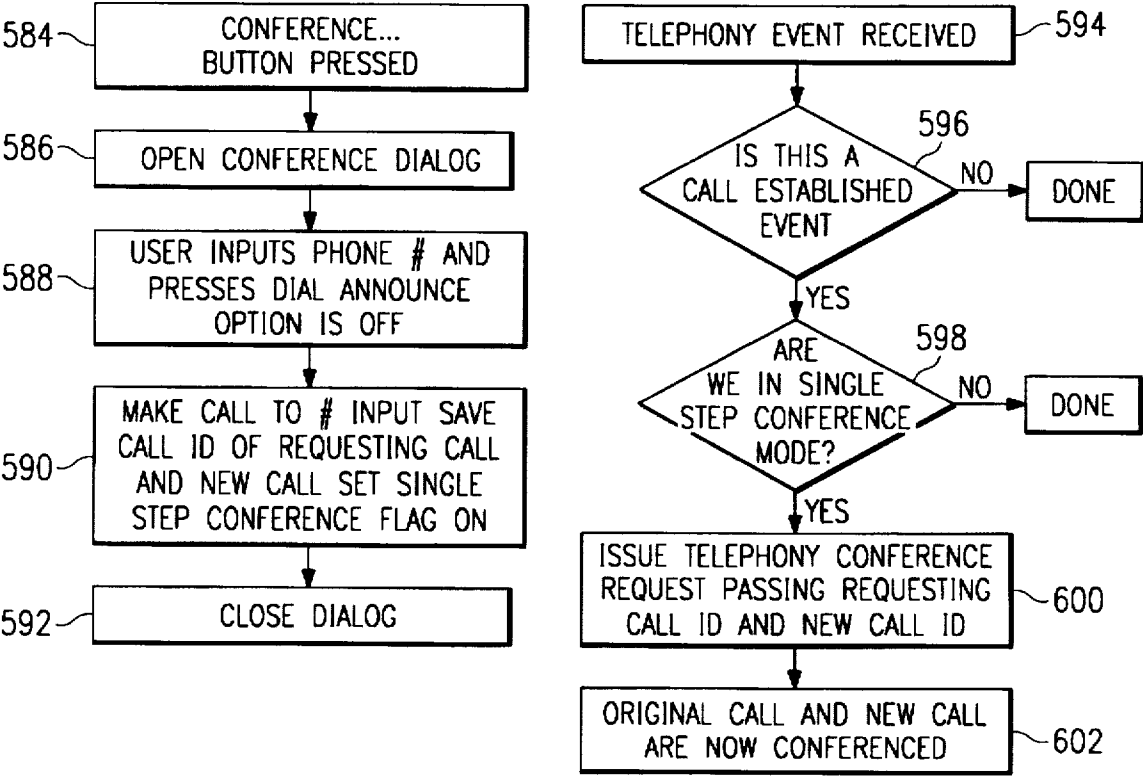 584
CONFERENCE...
BUTTON PRESSED
586
OPEN CONFERENCE DIALOG
588
USER INPUTS PHONE # AND
PRESSES DIAL ANNOUNCE
OPTION IS OFF
590
MAKE CALL TO # INPUT SAVE
CALL ID OF REQUESTING CALL
AND NEW CALL SET SINGLE
STEP CONFERENCE FLAG ON
592
CLOSE DIALOG
TELEPHONY EVENT RECEIVED
594
596
IS THIS A
CALL ESTABLISHED
EVENT
NO
DONE
YES
598
ARE
WE IN SINGLE
STEP CONFERENCE
MODE?
NO
DONE
YES
ISSUE TELEPHONY CONFERENCE
REQUEST PASSING REQUESTING
CALL ID AND NEW CALL ID
600
ORIGINAL CALL AND NEW CALL
ARE NOW CONFERENCED
602